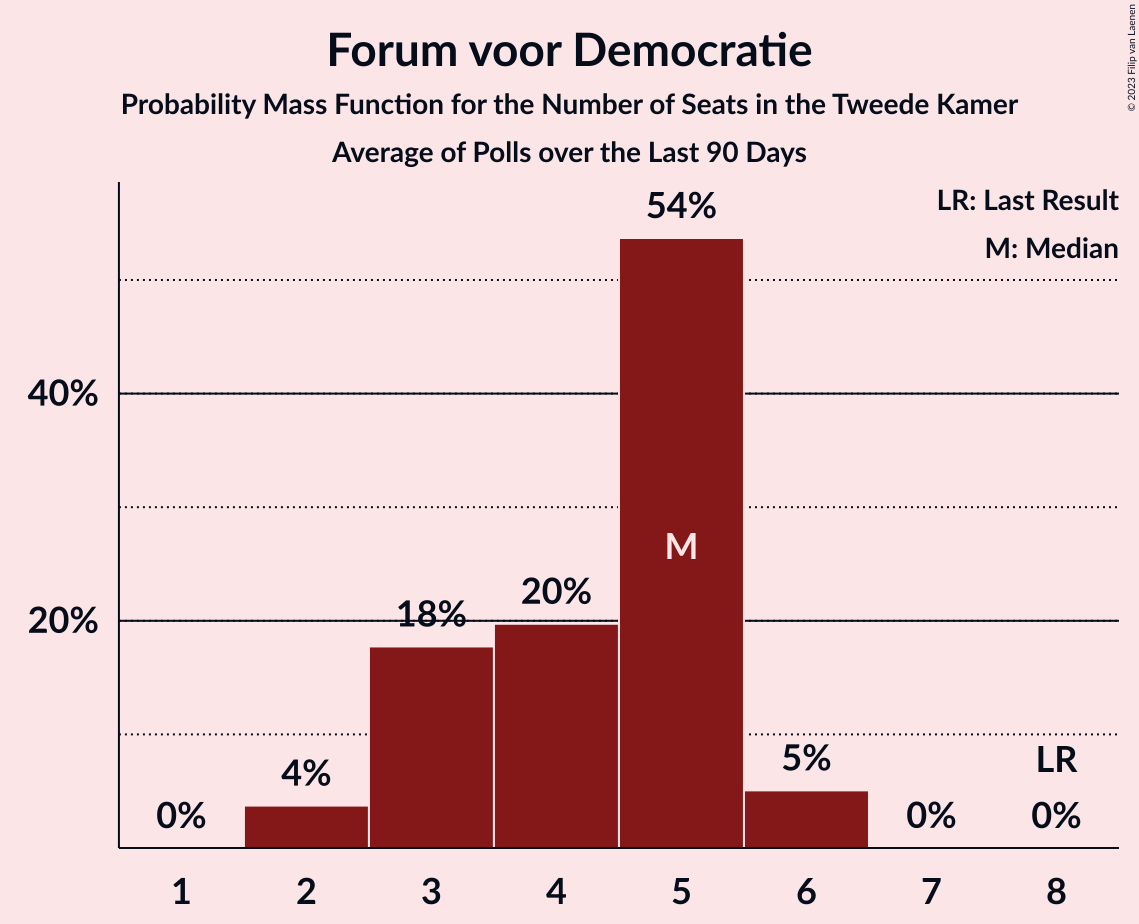 Forum voor Democratie
Probability Mass Function for the Number of Seats in the Tweede Kamer
Average of Polls over the Last 90 Days
© 2023 Filip van Laenen
LR: Last Result
M: Median
54%
40%
M
20%
18%
20%
4%
5%
LR
0%
0%
0%
1 2 3 4 5 6 7 8